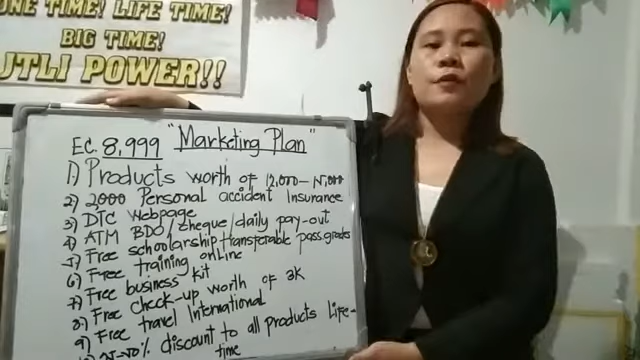 ONE TIME! LIFE TIME!
BIG TIME!
JTLI POWER!!
"Marketing Plan"
EC. 8,999
1) Products worth of 12,000-15,000
2) 2,000 Personal accident Insurance
3) DTC webpage
4) ATM BDO/cheque/daily pay-out
5) Free schoolarship transferable pass.grades
6) Free training online
7) Free business kit
8.) Free check-up worth of 3K
9) Free travel International
discount to all products Life-
time